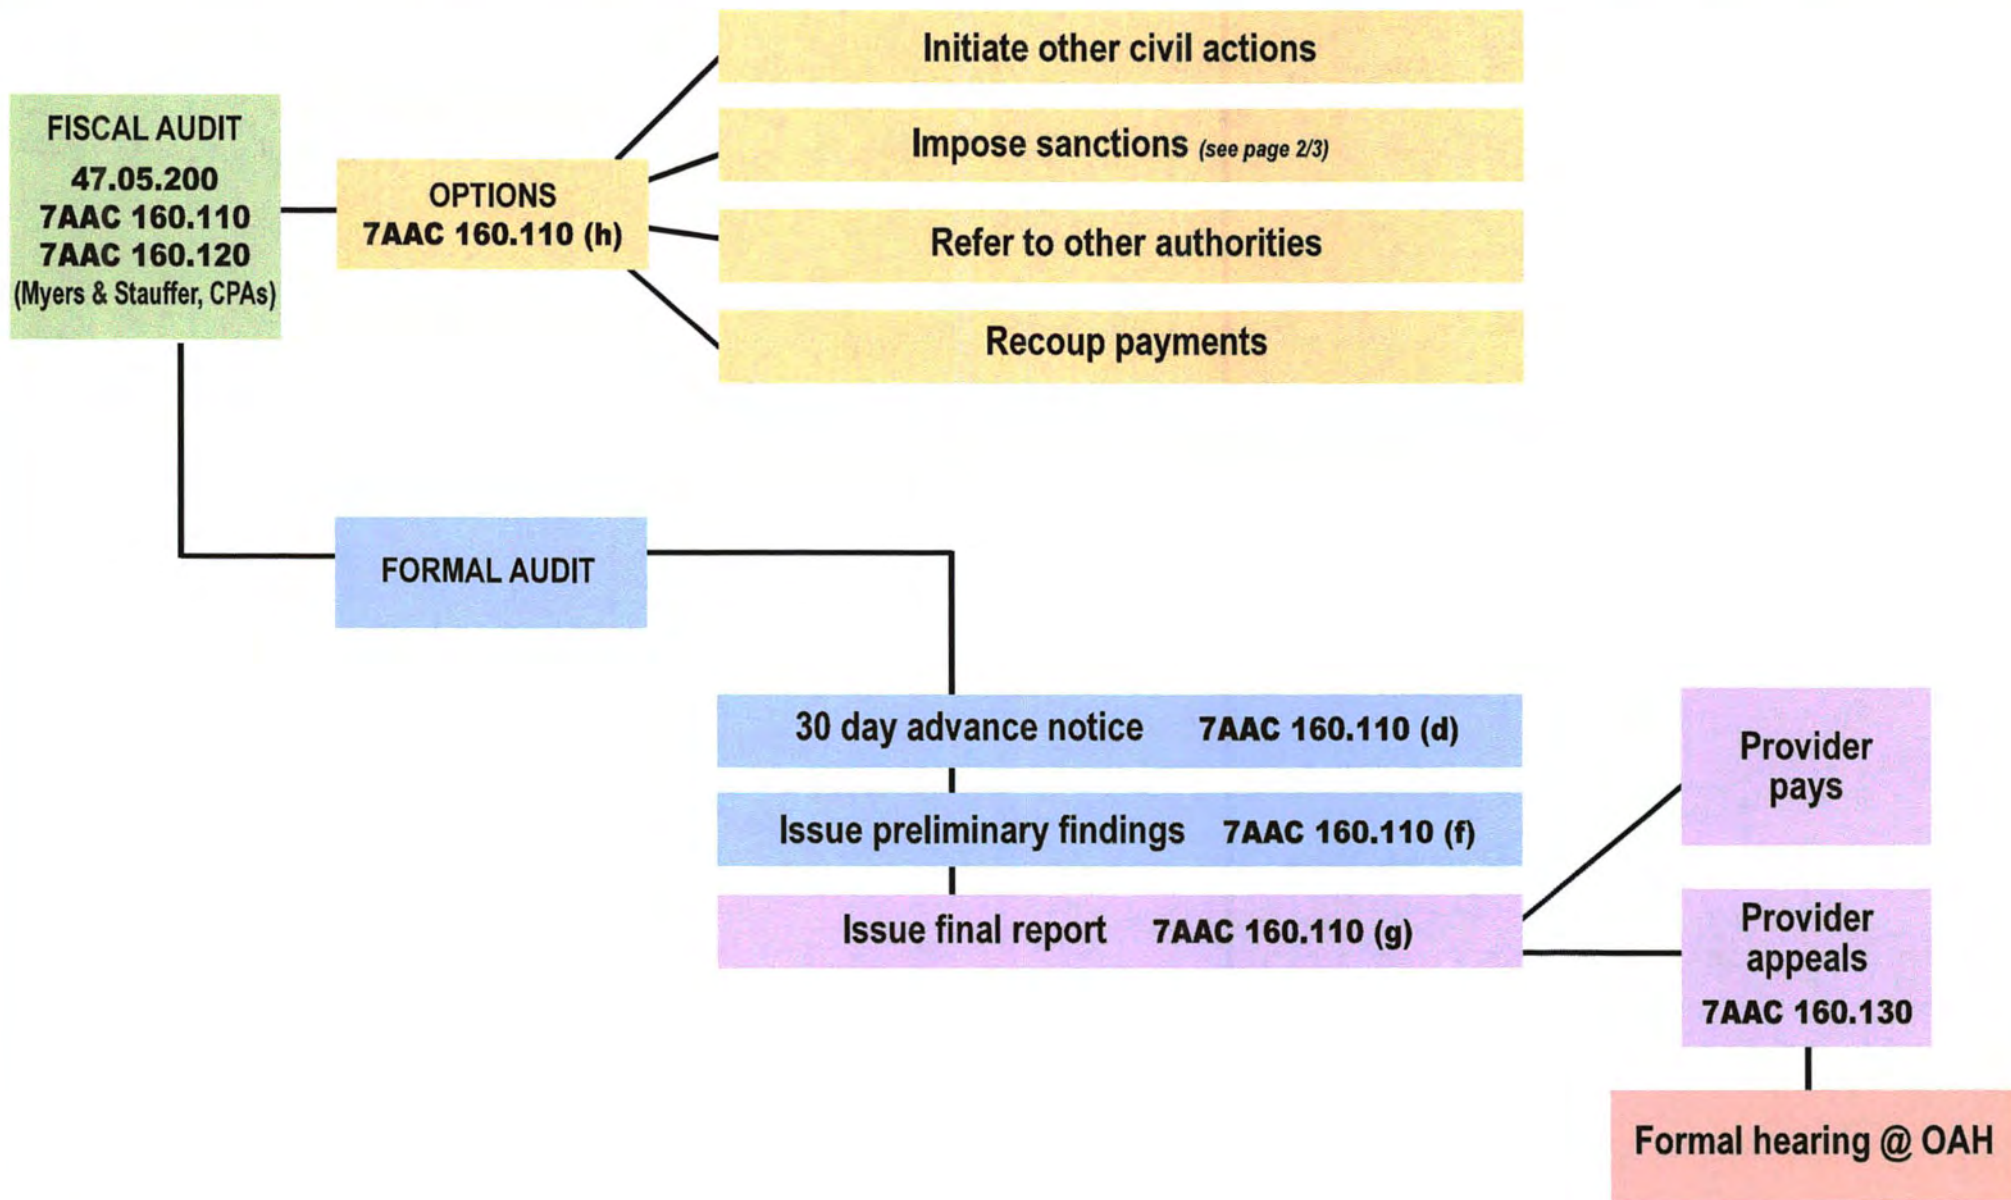 FISCAL AUDIT
47.05.200
7AAC 160.110
7AAC 160.120
(Myers & Stauffer, CPAs)
OPTIONS
7AAC 160.110 (h)
Initiate other civil actions
Impose sanctions (see page 2/3)
Refer to other authorities
Recoup payments
FORMAL AUDIT
30 day advance notice 7AAC 160.110 (d)
Issue preliminary findings 7AAC 160.110 (f)
Issue final report 7AAC 160.110 (g)
Provider
pays
Provider
appeals
7AAC 160.130
Formal hearing @ OAH